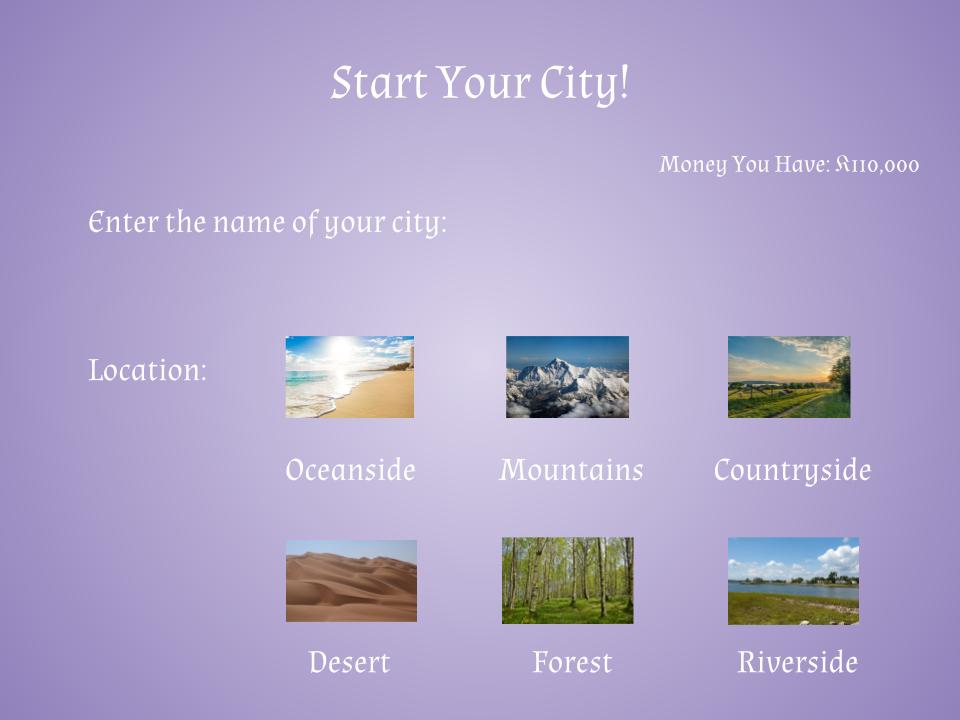 Start Your City!
Money You Have: ₰110,000
Enter the name of your city:
Location:
Oceanside
Mountains
Countryside
Desert
Forest
Riverside